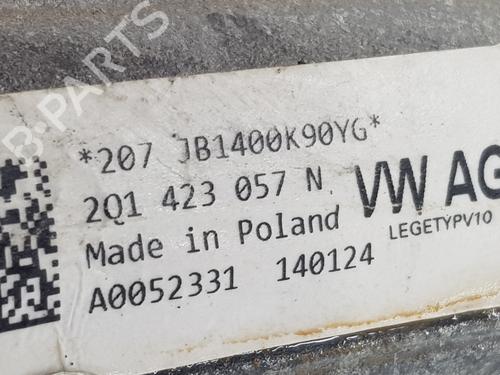 B-PARTS
*207 JB1400K90YG*
2Q1 423 057 N
VW AG
Made in Poland
LEGETYPV10
A0052331 140124